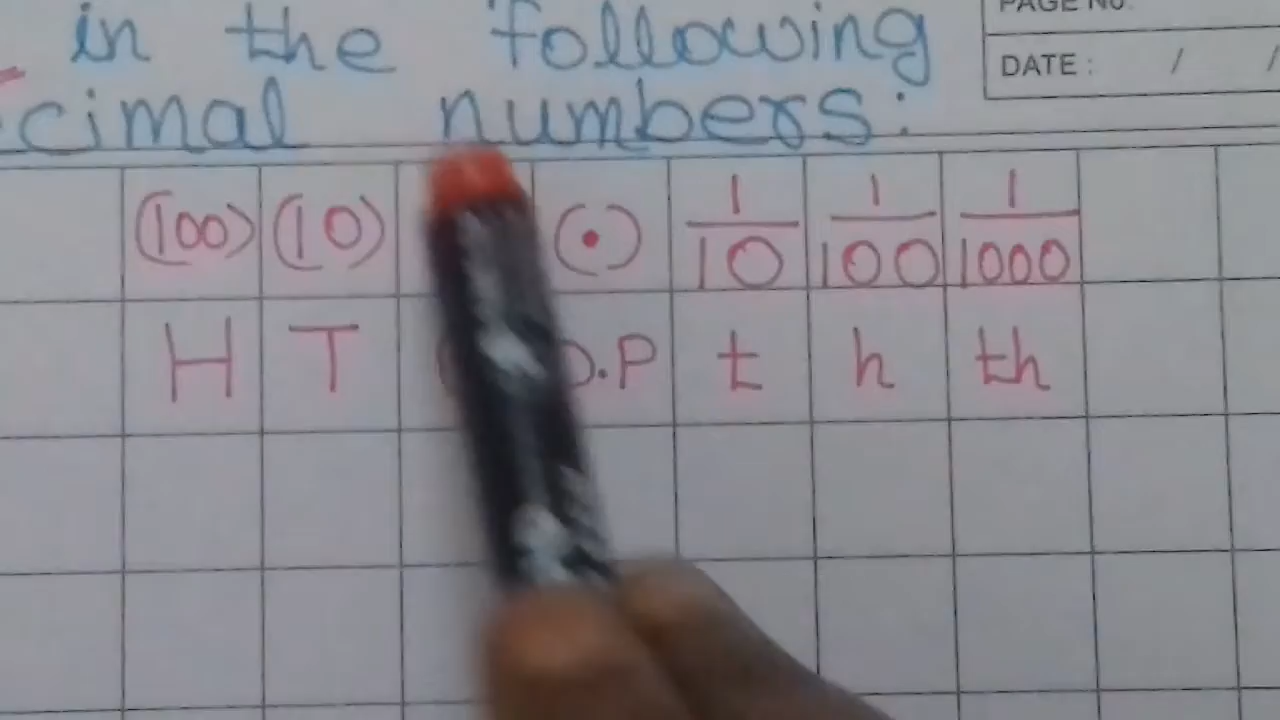 PAGE No.
in the following
DATE : / /
cimal numbers:
(100) (10) (•) 1/10 1/100 1/1000
H T D.P t h th